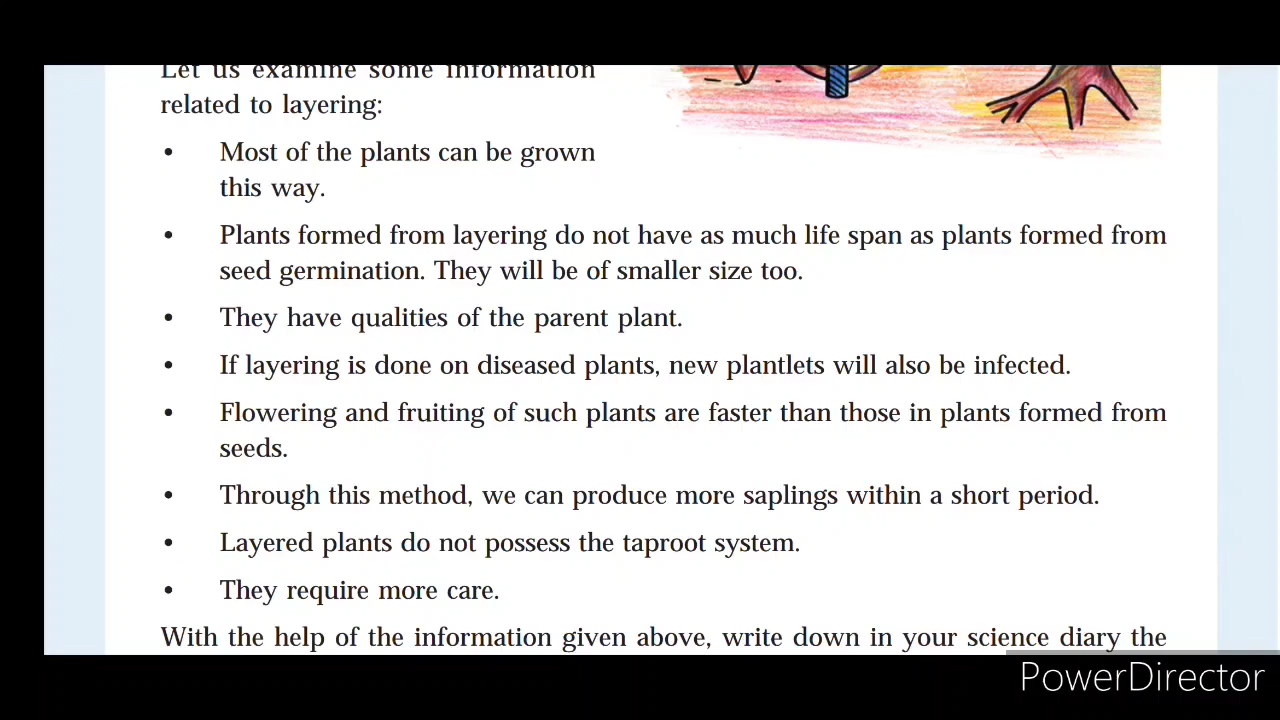 Let us examine some information
related to layering:
• Most of the plants can be grown
this way.
• Plants formed from layering do not have as much life span as plants formed from
seed germination. They will be of smaller size too.
• They have qualities of the parent plant.
• If layering is done on diseased plants, new plantlets will also be infected.
• Flowering and fruiting of such plants are faster than those in plants formed from
seeds.
• Through this method, we can produce more saplings within a short period.
• Layered plants do not possess the taproot system.
• They require more care.
With the help of the information given above, write down in your science diary the
PowerDirector